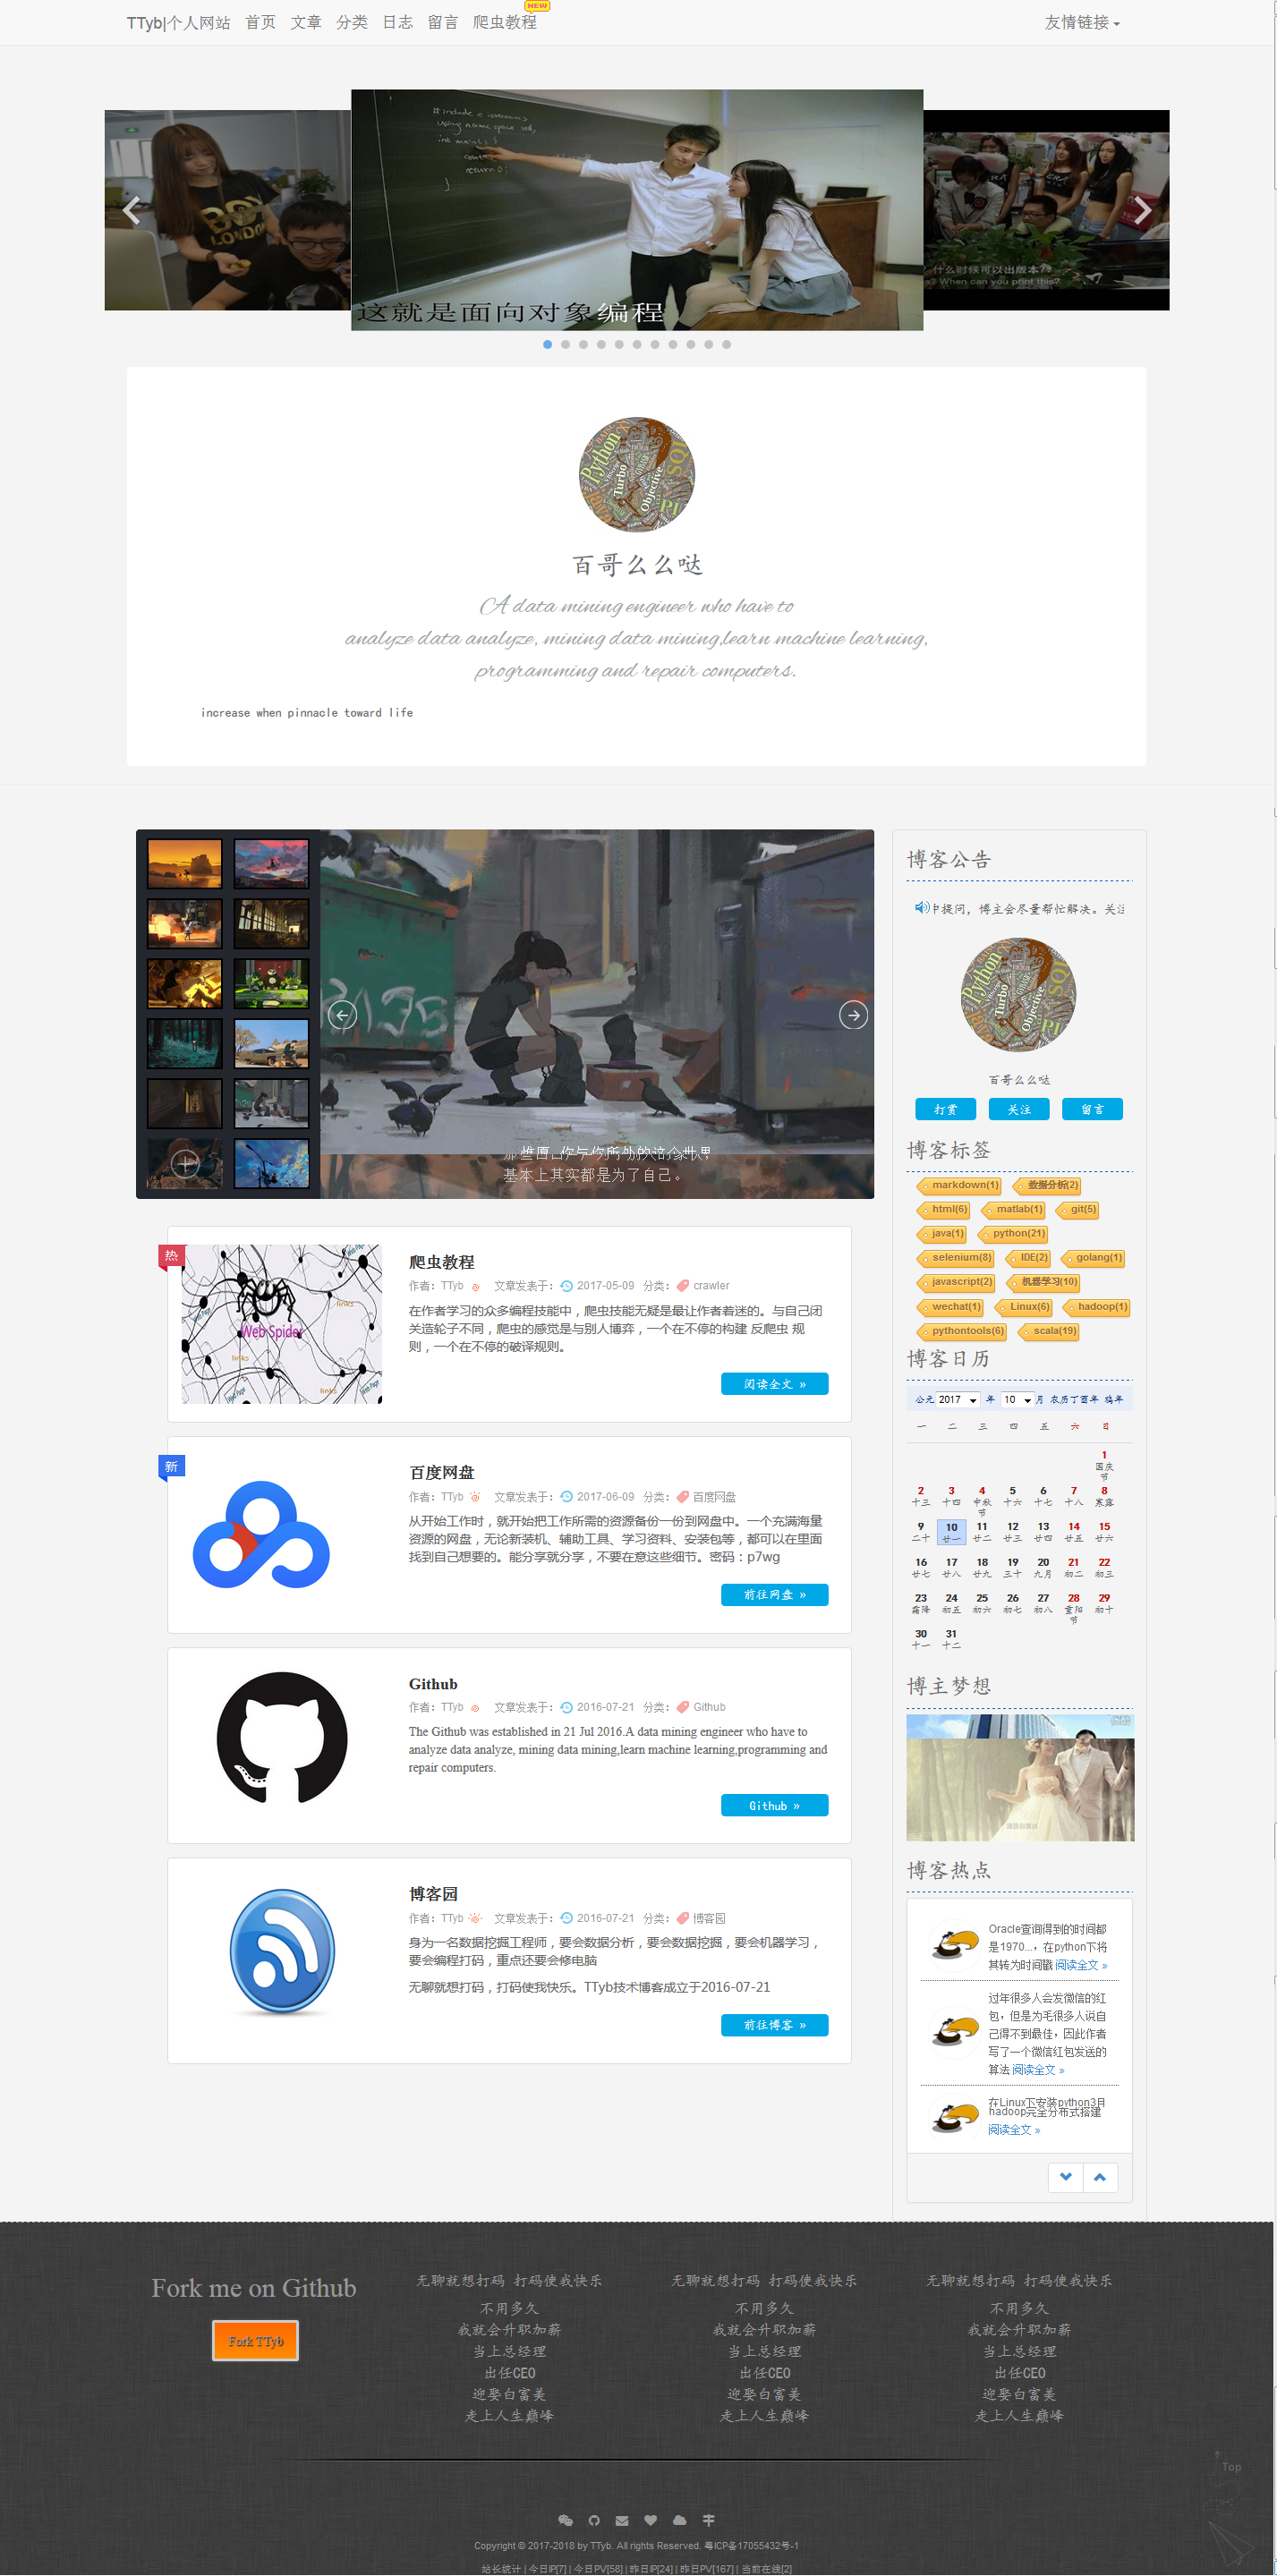 TTyb|个人网站 首页 文章 分类 日志 留言 爬虫教程 NEW 友情链接
#include <iostream>
using namespace std;
int main() {
return 0;
}
这就是面向对象编程
什么时候可以出版本?
When can you print this?
百哥么么哒
A data mining engineer who have to
analyze data analyze, mining data mining,learn machine learning,
programming and repair computers.
increase when pinnacle toward life
基本上其实都是为了自己。
热
Web Spider
links
links
links
爬虫教程
作者：TTyb 文章发表于： 2017-05-09 分类： crawler
在作者学习的众多编程技能中，爬虫技能无疑是最让作者着迷的。与自己闭
关造轮子不同，爬虫的感觉是与别人博弈，一个在不停的构建 反爬虫 规
则，一个在不停的破译规则。
阅读全文 »
新
百度网盘
作者：TTyb 文章发表于： 2017-06-09 分类： 百度网盘
从开始工作时，就开始把工作所需的资源备份一份到网盘中。一个充满海量
资源的网盘，无论新装机、辅助工具、学习资料、安装包等，都可以在里面
找到自己想要的。能分享就分享，不要在意这些细节。密码：p7wg
前往网盘 »
Github
作者：TTyb 文章发表于： 2016-07-21 分类： Github
The Github was established in 21 Jul 2016.A data mining engineer who have to
analyze data analyze, mining data mining,learn machine learning,programming and
repair computers.
Github »
博客园
作者：TTyb 文章发表于： 2016-07-21 分类： 博客园
身为一名数据挖掘工程师，要会数据分析，要会数据挖掘，要会机器学习，
要会编程打码，重点还要会修电脑
无聊就想打码，打码使我快乐。TTyb技术博客成立于2016-07-21
前往博客 »
博客公告
提问，博主会尽量帮忙解决。关注
百哥么么哒
打赏 关注 留言
博客标签
markdown(1) 数据分析(2)
html(6) matlab(1) git(5)
java(1) python(21)
selenium(8) IDE(2) golang(1)
javascript(2) 机器学习(10)
wechat(1) Linux(6) hadoop(1)
pythontools(6) scala(19)
博客日历
公元 2017 年 10 月 农历丁酉年 鸡年
一 二 三 四 五 六 日
1
国庆节
2 3 4 5 6 7 8
十三 十四 中秋节 十六 十七 十八 寒露
9 10 11 12 13 14 15
二十 廿一 廿二 廿三 廿四 廿五 廿六
16 17 18 19 20 21 22
廿七 廿八 廿九 三十 九月 初二 初三
23 24 25 26 27 28 29
霜降 初五 初六 初七 初八 重阳节 初十
30 31
十一 十二
博主梦想
博客热点
Oracle查询得到的时间都
是1970...，在python下将
其转为时间戳 阅读全文 »
过年很多人会发微信的红
包，但是为毛很多人说自
己得不到最佳，因此作者
写了一个微信红包发送的
算法 阅读全文 »
在Linux下安装python3且
hadoop完全分布式搭建
阅读全文 »
Fork me on Github
Fork TTyb
无聊就想打码 打码使我快乐
不用多久
我就会升职加薪
当上总经理
出任CEO
迎娶白富美
走上人生巅峰
无聊就想打码 打码使我快乐
不用多久
我就会升职加薪
当上总经理
出任CEO
迎娶白富美
走上人生巅峰
无聊就想打码 打码使我快乐
不用多久
我就会升职加薪
当上总经理
出任CEO
迎娶白富美
走上人生巅峰
Top
Copyright © 2017-2018 by TTyb. All rights Reserved. 粤ICP备17055432号-1
站长统计 | 今日IP[7] | 今日PV[58] | 昨日IP[24] | 昨日PV[167] | 当前在线[2]